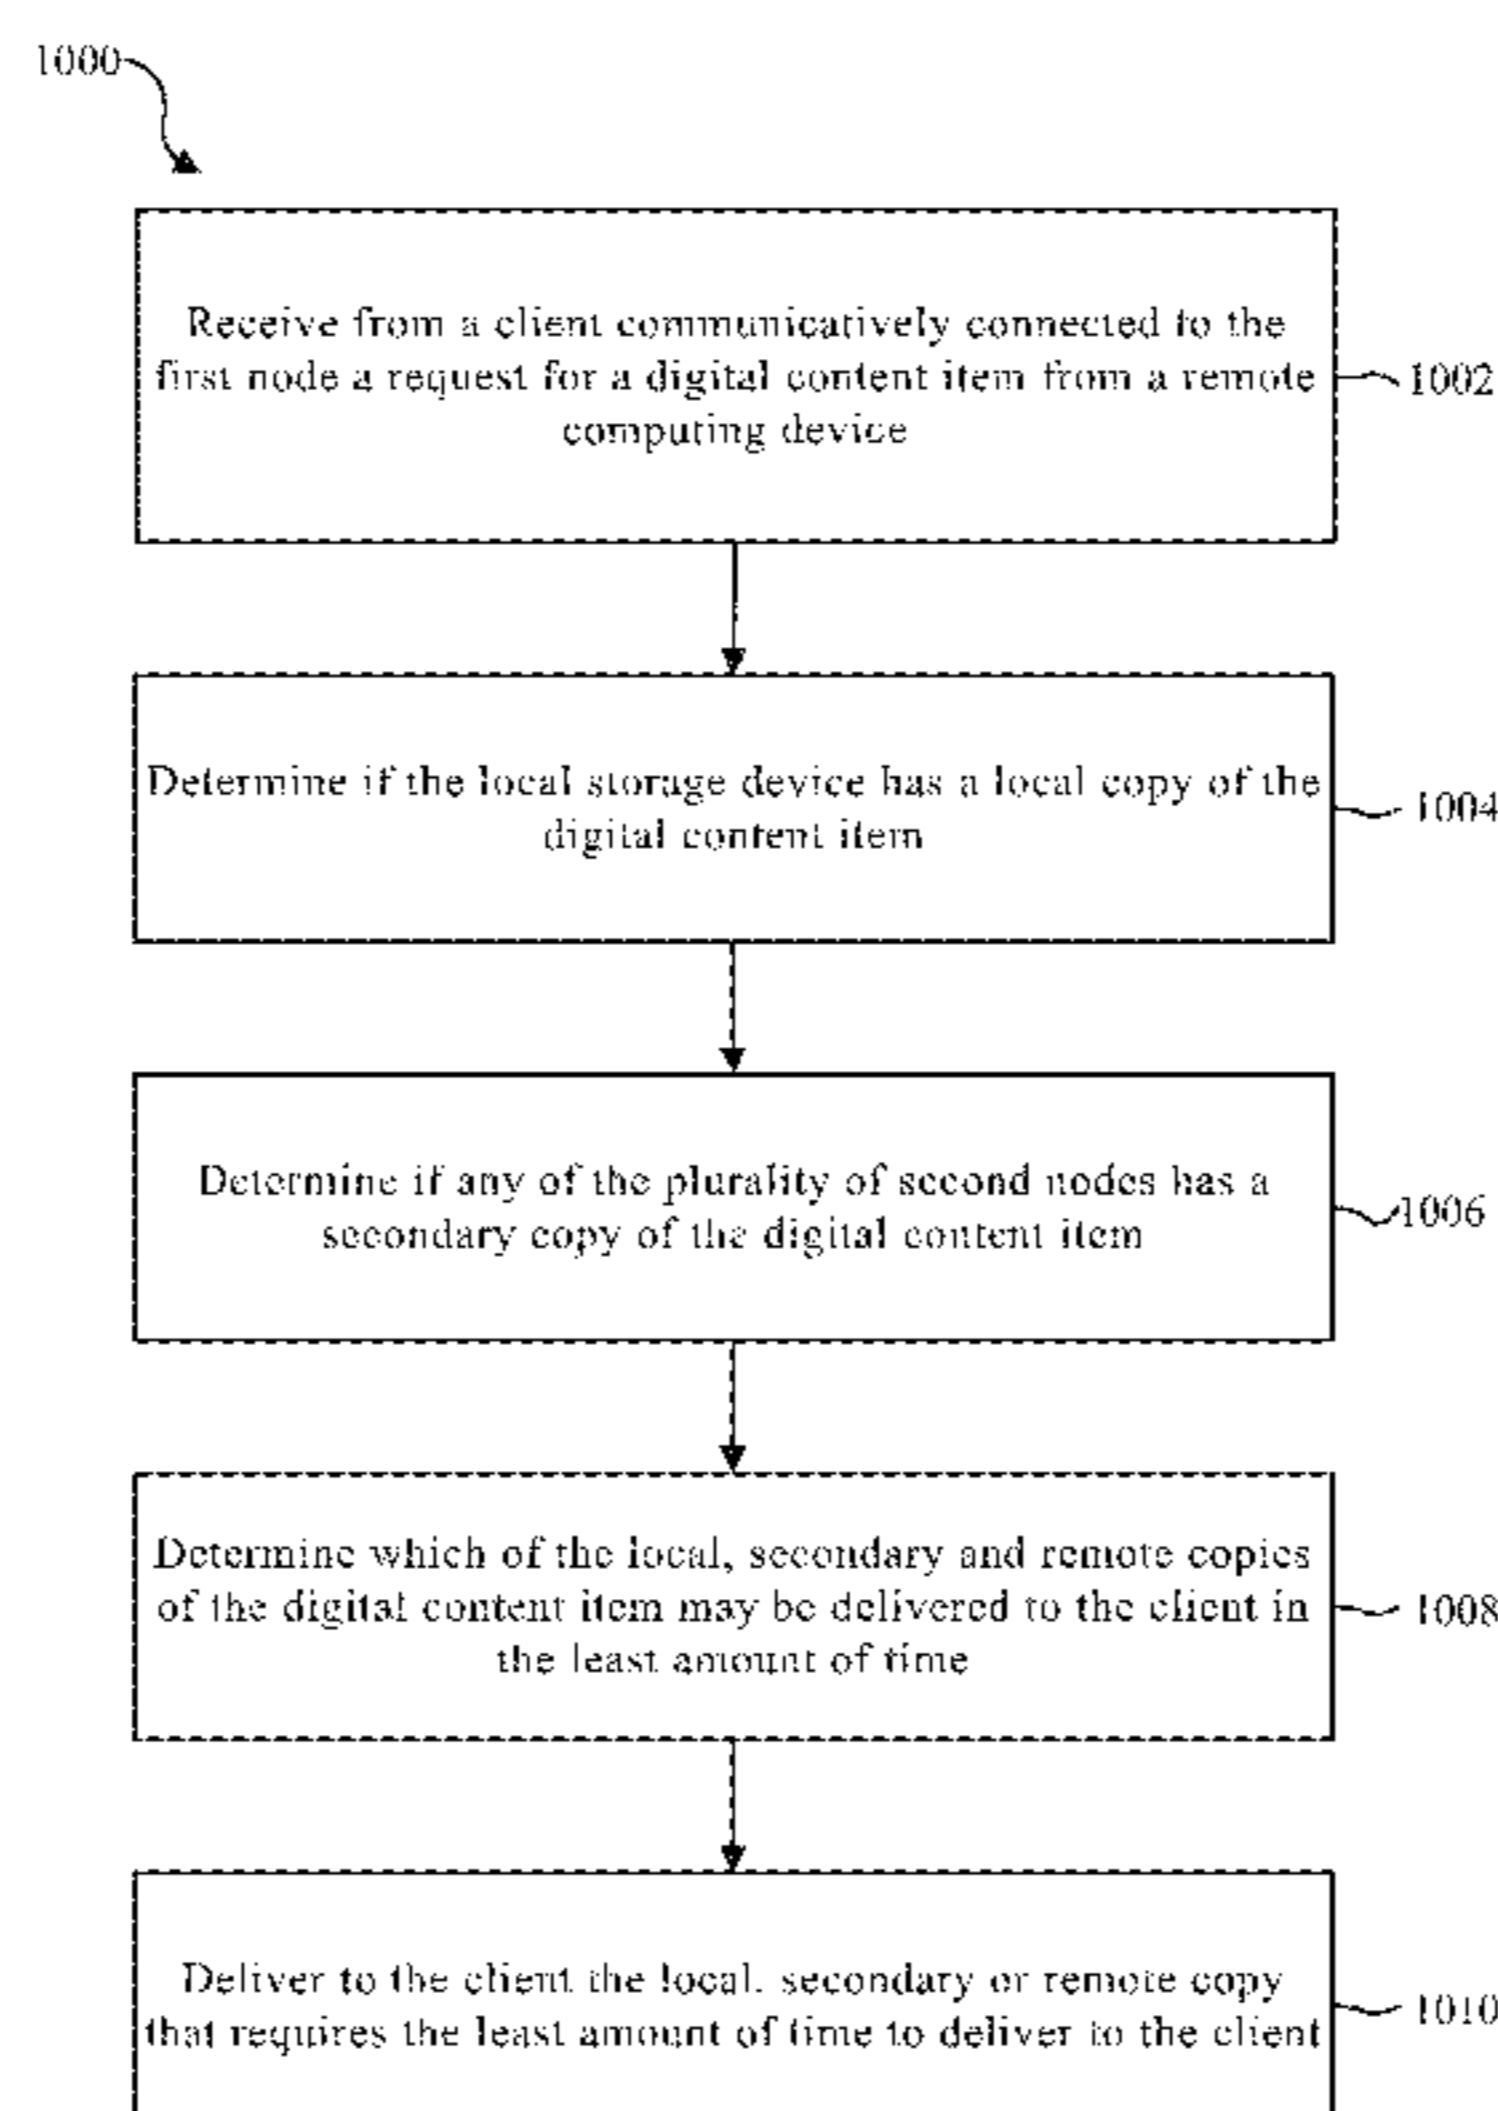 1000
Receive from a client communicatively connected to the
first node a request for a digital content item from a remote
computing device
1002
Determine if the local storage device has a local copy of the
digital content item
1004
Determine if any of the plurality of second nodes has a
secondary copy of the digital content item
1006
Determine which of the local, secondary and remote copies
of the digital content item may be delivered to the client in
the least amount of time
1008
Deliver to the client the local, secondary or remote copy
that requires the least amount of time to deliver to the client
1010